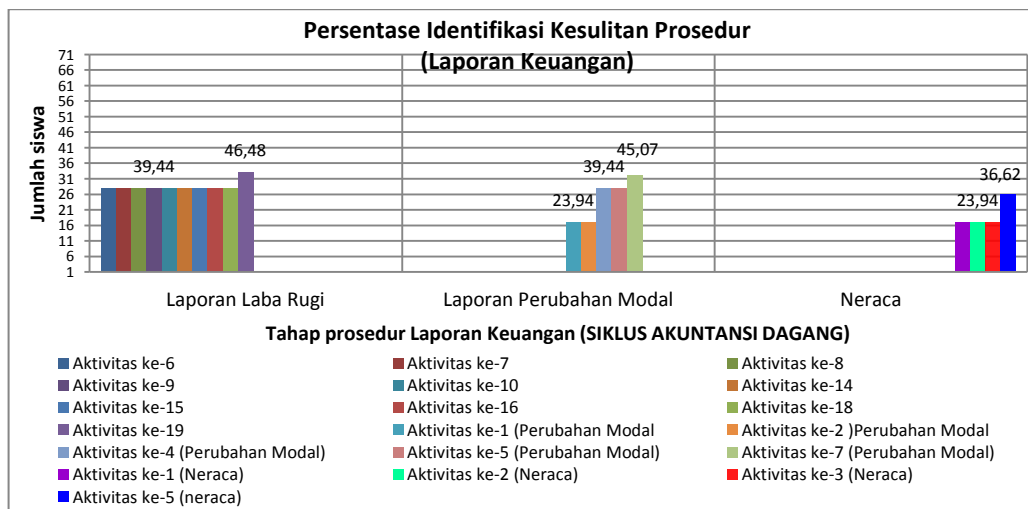 Persentase Identifikasi Kesulitan Prosedur
(Laporan Keuangan)
Jumlah siswa
71
66
61
56
51
46
41
36
31
26
21
16
11
6
1
39,44
46,48
23,94
39,44
45,07
23,94
36,62
Laporan Laba Rugi
Laporan Perubahan Modal
Neraca
Tahap prosedur Laporan Keuangan (SIKLUS AKUNTANSI DAGANG)
Aktivitas ke-6
Aktivitas ke-7
Aktivitas ke-8
Aktivitas ke-9
Aktivitas ke-10
Aktivitas ke-14
Aktivitas ke-15
Aktivitas ke-16
Aktivitas ke-18
Aktivitas ke-19
Aktivitas ke-1 (Perubahan Modal
Aktivitas ke-2 )Perubahan Modal
Aktivitas ke-4 (Perubahan Modal)
Aktivitas ke-5 (Perubahan Modal)
Aktivitas ke-7 (Perubahan Modal)
Aktivitas ke-1 (Neraca)
Aktivitas ke-2 (Neraca)
Aktivitas ke-3 (Neraca)
Aktivitas ke-5 (neraca)